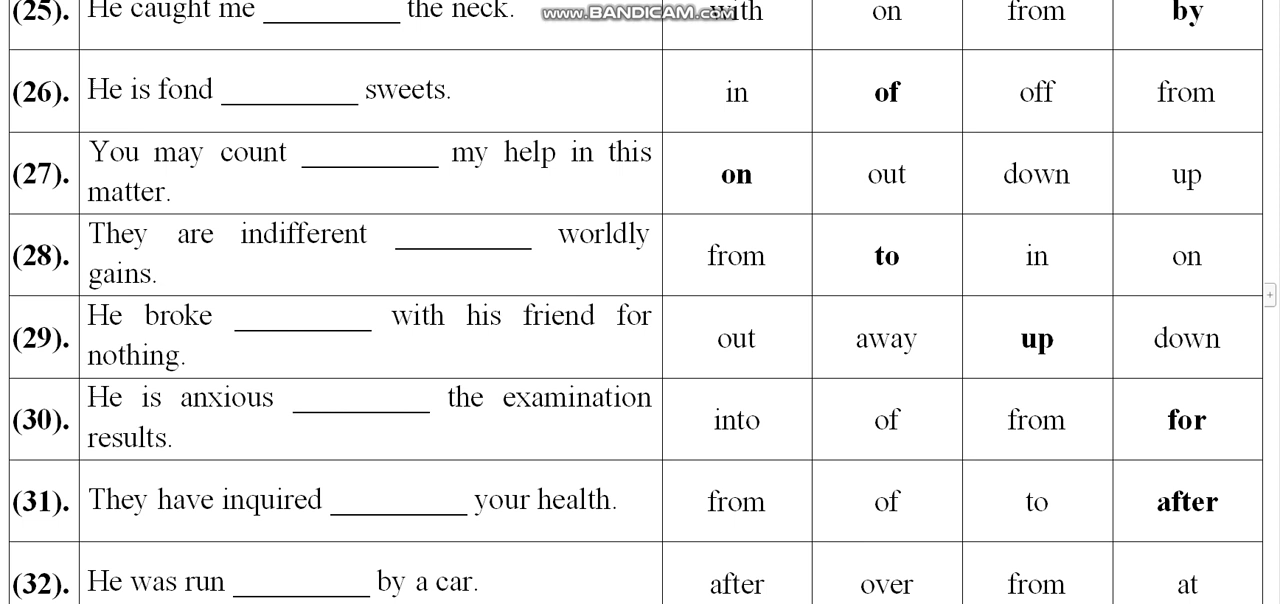 www.BANDICAM.com
(25). He caught me __________ the neck. with on from by
(26). He is fond __________ sweets. in of off from
(27). You may count __________ my help in this
matter. on out down up
(28). They are indifferent __________ worldly
gains. from to in on
(29). He broke __________ with his friend for
nothing. out away up down
(30). He is anxious __________ the examination
results. into of from for
(31). They have inquired __________ your health. from of to after
(32). He was run __________ by a car. after over from at